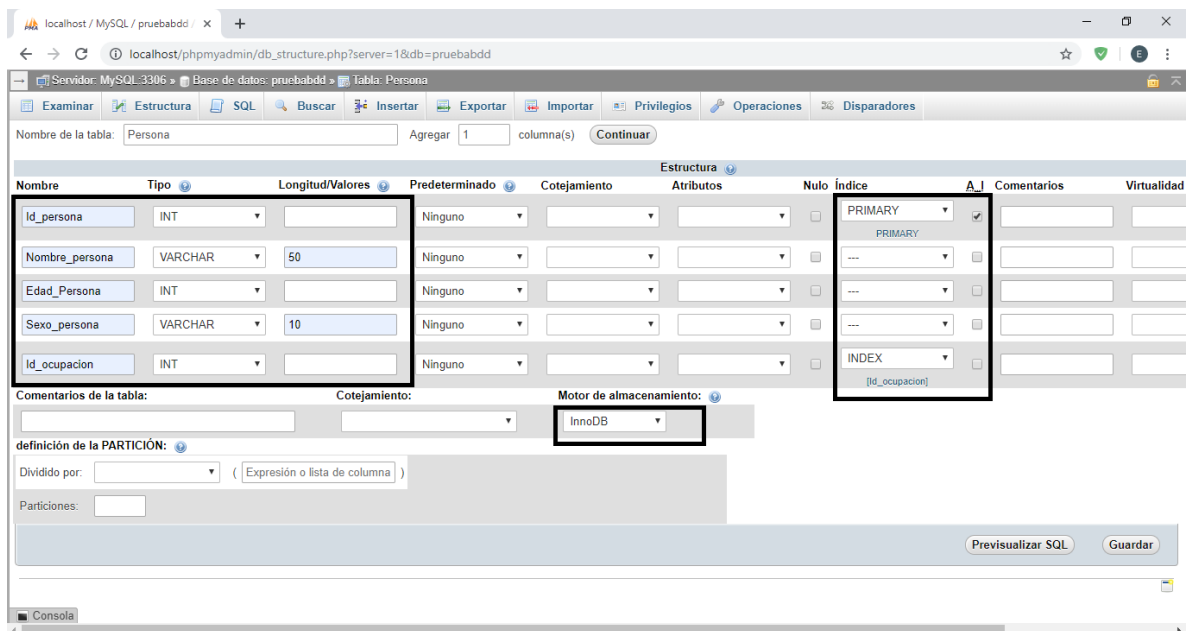 localhost / MySQL / pruebabdd /
localhost/phpmyadmin/db_structure.php?server=1&db=pruebabdd
E
Servidor: MySQL:3306 » Base de datos: pruebabdd » Tabla: Persona
Examinar Estructura SQL Buscar Insertar Exportar Importar Privilegios Operaciones Disparadores
Nombre de la tabla: Persona Agregar 1 columna(s) Continuar
Estructura
Nombre Tipo Longitud/Valores Predeterminado Cotejamiento Atributos Nulo Índice A_I Comentarios Virtualidad
Id_persona INT Ninguno PRIMARY
PRIMARY
Nombre_persona VARCHAR 50 Ninguno ---
Edad_Persona INT Ninguno ---
Sexo_persona VARCHAR 10 Ninguno ---
Id_ocupacion INT Ninguno INDEX
[Id_ocupacion]
Comentarios de la tabla: Cotejamiento: Motor de almacenamiento:
InnoDB
definición de la PARTICIÓN:
Dividido por: ( Expresión o lista de columna )
Particiones:
Previsualizar SQL Guardar
Consola